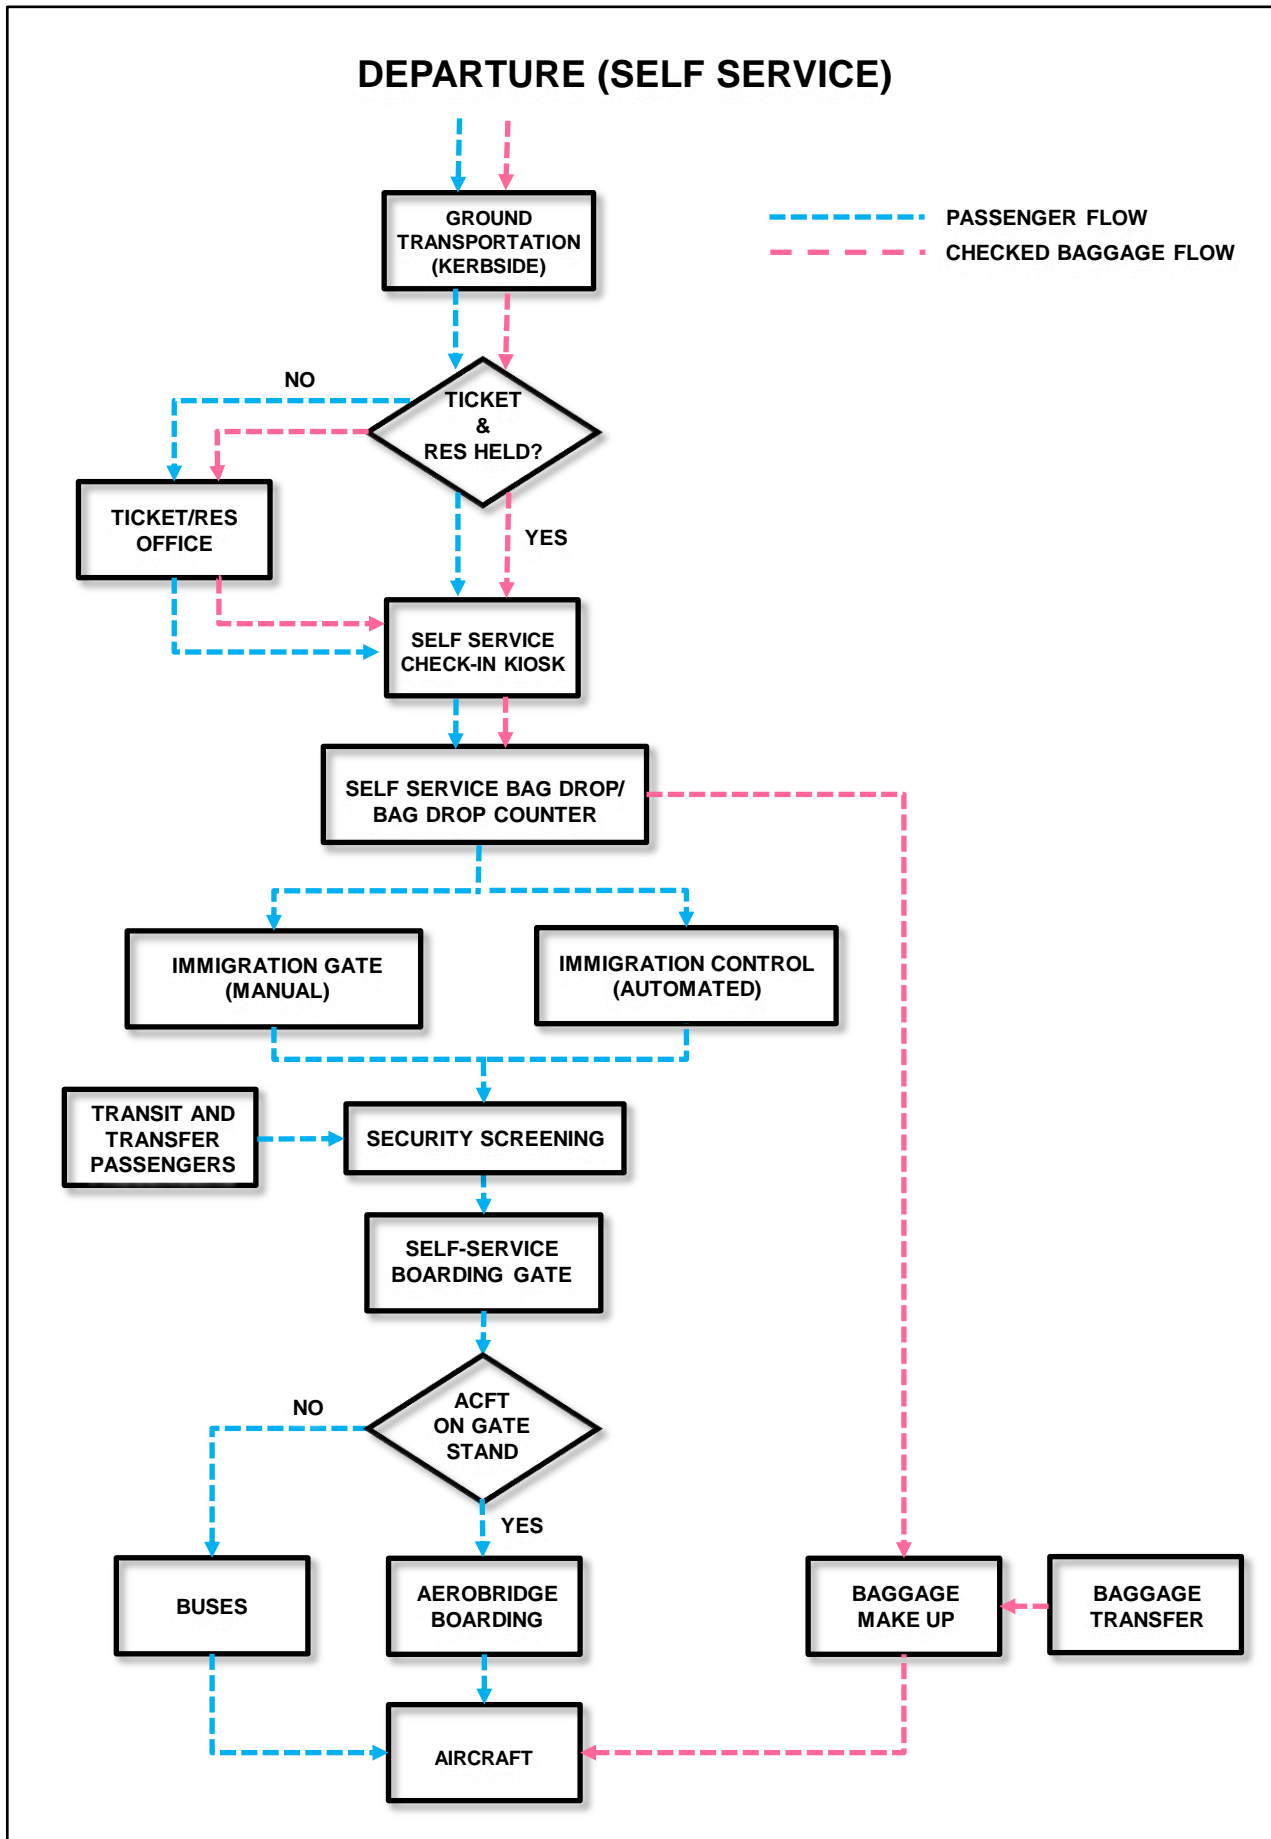 DEPARTURE (SELF SERVICE)
GROUND
TRANSPORTATION
(KERBSIDE)
PASSENGER FLOW
CHECKED BAGGAGE FLOW
NO
TICKET
&
RES HELD?
TICKET/RES
OFFICE
YES
SELF SERVICE
CHECK-IN KIOSK
SELF SERVICE BAG DROP/
BAG DROP COUNTER
IMMIGRATION GATE
(MANUAL)
IMMIGRATION CONTROL
(AUTOMATED)
TRANSIT AND
TRANSFER
PASSENGERS
SECURITY SCREENING
SELF-SERVICE
BOARDING GATE
NO
ACFT
ON GATE
STAND
YES
BUSES
AEROBRIDGE
BOARDING
BAGGAGE
MAKE UP
BAGGAGE
TRANSFER
AIRCRAFT